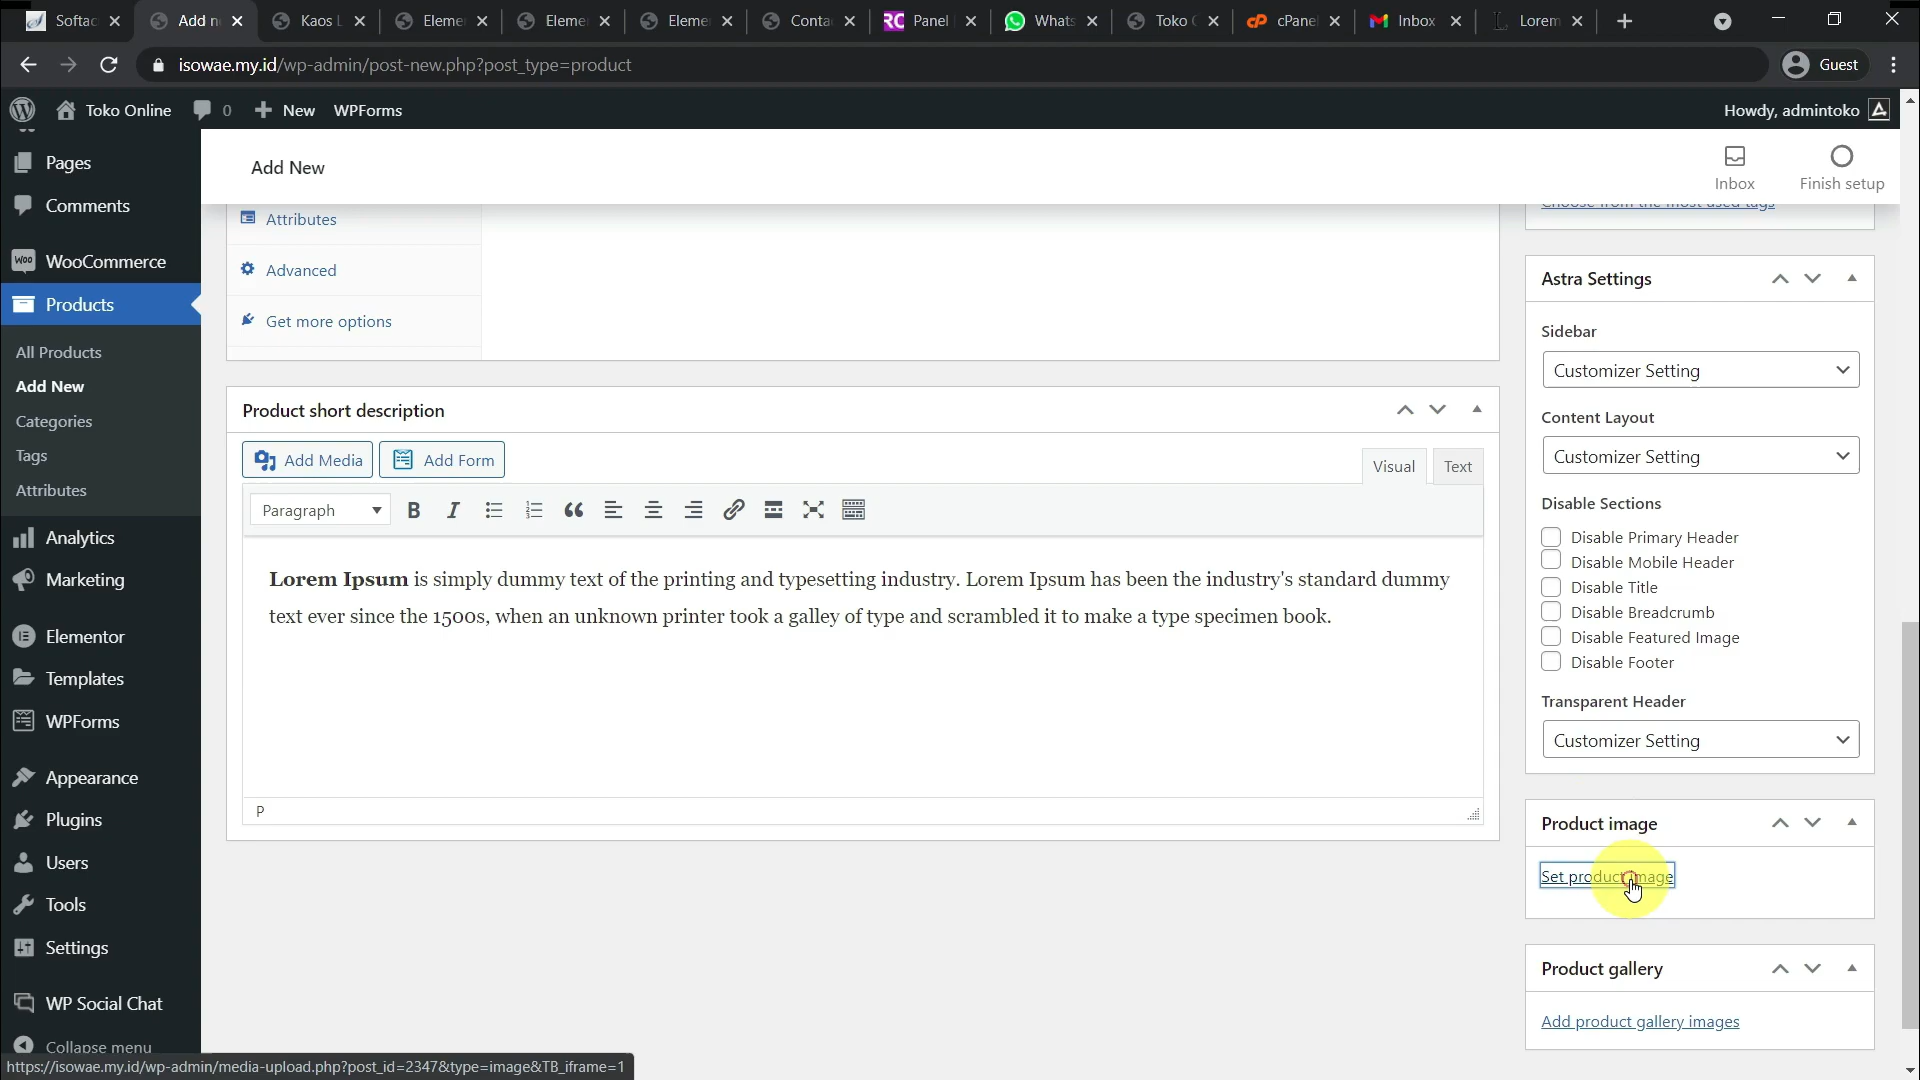 Softac
Add n
Kaos L
Eleme
Eleme
Eleme
Conta
Panel
Whats
Toko
cPane
Inbox
Lorem
isowae.my.id/wp-admin/post-new.php?post_type=product
Guest
Toko Online
0
New
WPForms
Howdy, admintoko
Add New
Inbox
Finish setup
Pages
Comments
WooCommerce
Products
All Products
Add New
Categories
Tags
Attributes
Analytics
Marketing
Elementor
Templates
WPForms
Appearance
Plugins
Users
Tools
Settings
WP Social Chat
Collapse menu
Attributes
Advanced
Get more options
Product short description
Add Media
Add Form
Visual
Text
Paragraph
Lorem Ipsum is simply dummy text of the printing and typesetting industry. Lorem Ipsum has been the industry's standard dummy
text ever since the 1500s, when an unknown printer took a galley of type and scrambled it to make a type specimen book.
P
Choose from the most used tags
Astra Settings
Sidebar
Customizer Setting
Content Layout
Customizer Setting
Disable Sections
Disable Primary Header
Disable Mobile Header
Disable Title
Disable Breadcrumb
Disable Featured Image
Disable Footer
Transparent Header
Customizer Setting
Product image
Set product image
Product gallery
Add product gallery images
https://isowae.my.id/wp-admin/media-upload.php?post_id=2347&type=image&TB_iframe=1